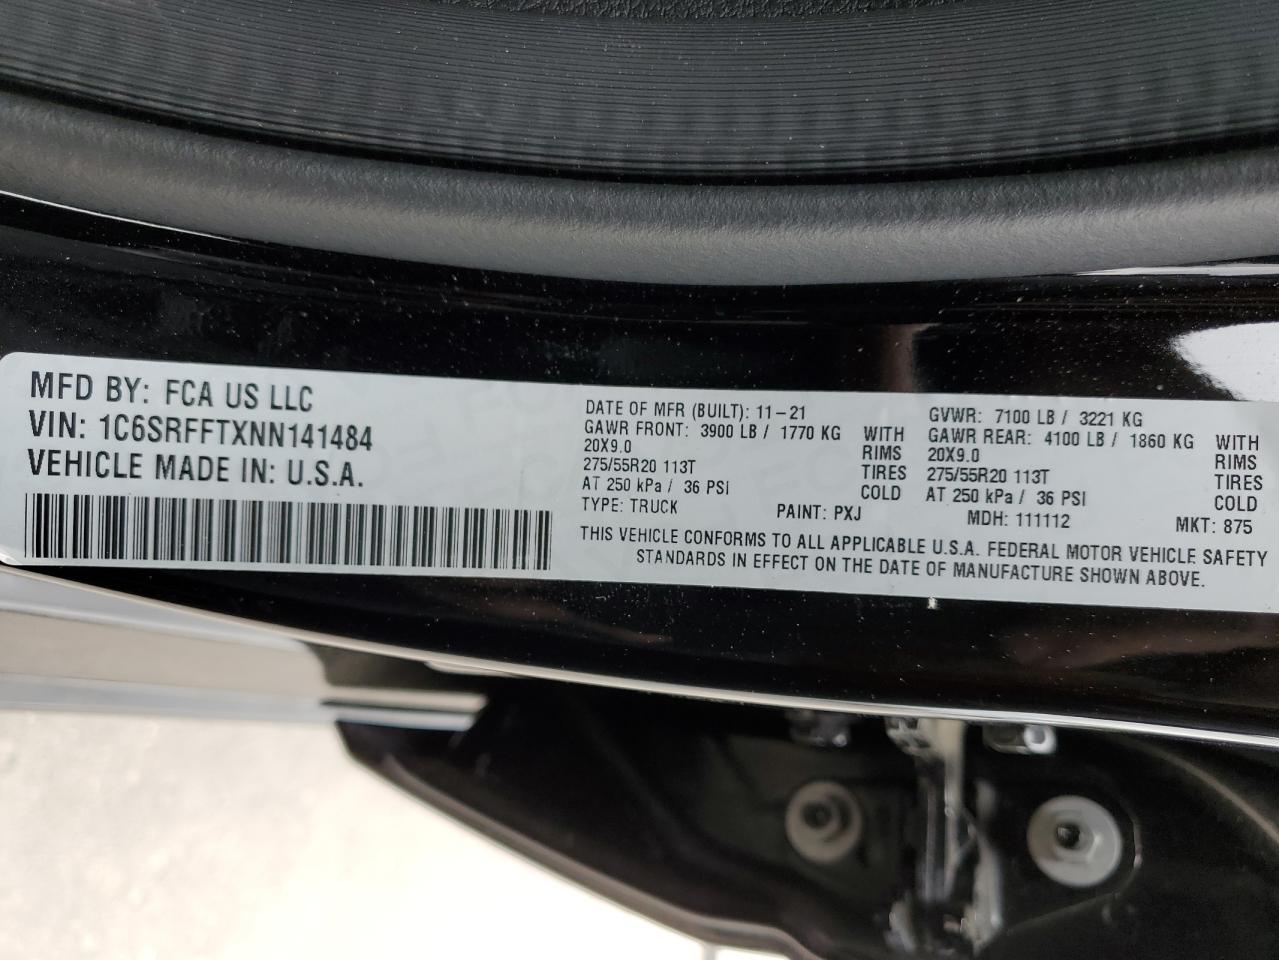 MFD BY: FCA US LLC
VIN: 1C6SRFFTXNN141484
VEHICLE MADE IN: U.S.A.
DATE OF MFR (BUILT): 11-21
GAWR FRONT: 3900 LB / 1770 KG WITH
20X9.0 RIMS
275/55R20 113T TIRES
AT 250 kPa / 36 PSI COLD
TYPE: TRUCK PAINT: PXJ
GVWR: 7100 LB / 3221 KG
GAWR REAR: 4100 LB / 1860 KG WITH
20X9.0 RIMS
275/55R20 113T TIRES
AT 250 kPa / 36 PSI COLD
MDH: 111112 MKT: 875
THIS VEHICLE CONFORMS TO ALL APPLICABLE U.S.A. FEDERAL MOTOR VEHICLE SAFETY
STANDARDS IN EFFECT ON THE DATE OF MANUFACTURE SHOWN ABOVE.